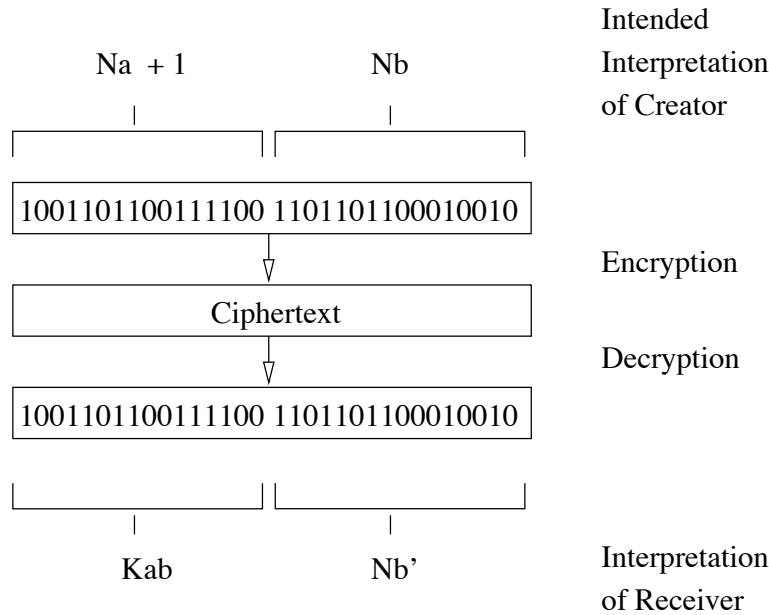 Intended
Na + 1 Nb Interpretation
of Creator
1001101100111100 1101101100010010
Encryption
Ciphertext
Decryption
1001101100111100 1101101100010010
Kab Nb’ Interpretation
of Receiver